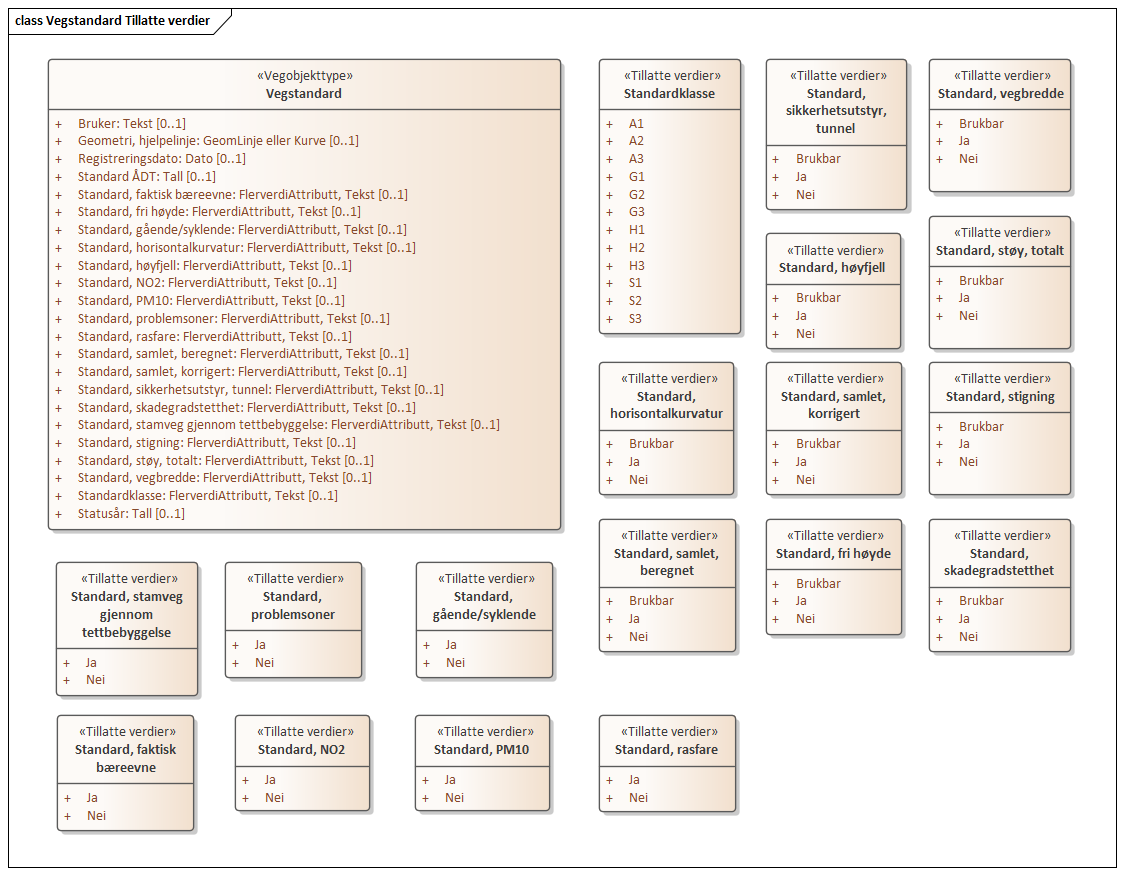 class Vegstandard Tillatte verdier
«Vegobjekttype»
Vegstandard
+ Bruker: Tekst [0..1]
+ Geometri, hjelpelinje: GeomLinje eller Kurve [0..1]
+ Registreringsdato: Dato [0..1]
+ Standard ÅDT: Tall [0..1]
+ Standard, faktisk bæreevne: FlerverdiAttributt, Tekst [0..1]
+ Standard, fri høyde: FlerverdiAttributt, Tekst [0..1]
+ Standard, gående/syklende: FlerverdiAttributt, Tekst [0..1]
+ Standard, horisontalkurvatur: FlerverdiAttributt, Tekst [0..1]
+ Standard, høyfjell: FlerverdiAttributt, Tekst [0..1]
+ Standard, NO2: FlerverdiAttributt, Tekst [0..1]
+ Standard, PM10: FlerverdiAttributt, Tekst [0..1]
+ Standard, problemsoner: FlerverdiAttributt, Tekst [0..1]
+ Standard, rasfare: FlerverdiAttributt, Tekst [0..1]
+ Standard, samlet, beregnet: FlerverdiAttributt, Tekst [0..1]
+ Standard, samlet, korrigert: FlerverdiAttributt, Tekst [0..1]
+ Standard, sikkerhetsutstyr, tunnel: FlerverdiAttributt, Tekst [0..1]
+ Standard, skadegradstetthet: FlerverdiAttributt, Tekst [0..1]
+ Standard, stamveg gjennom tettbebyggelse: FlerverdiAttributt, Tekst [0..1]
+ Standard, stigning: FlerverdiAttributt, Tekst [0..1]
+ Standard, støy, totalt: FlerverdiAttributt, Tekst [0..1]
+ Standard, vegbredde: FlerverdiAttributt, Tekst [0..1]
+ Standardklasse: FlerverdiAttributt, Tekst [0..1]
+ Statusår: Tall [0..1]
«Tillatte verdier»
Standardklasse
+ A1
+ A2
+ A3
+ G1
+ G2
+ G3
+ H1
+ H2
+ H3
+ S1
+ S2
+ S3
«Tillatte verdier»
Standard,
sikkerhetsutstyr,
tunnel
+ Brukbar
+ Ja
+ Nei
«Tillatte verdier»
Standard, vegbredde
+ Brukbar
+ Ja
+ Nei
«Tillatte verdier»
Standard, høyfjell
+ Brukbar
+ Ja
+ Nei
«Tillatte verdier»
Standard, støy, totalt
+ Brukbar
+ Ja
+ Nei
«Tillatte verdier»
Standard,
horisontalkurvatur
+ Brukbar
+ Ja
+ Nei
«Tillatte verdier»
Standard, samlet,
korrigert
+ Brukbar
+ Ja
+ Nei
«Tillatte verdier»
Standard, stigning
+ Brukbar
+ Ja
+ Nei
«Tillatte verdier»
Standard, samlet,
beregnet
+ Brukbar
+ Ja
+ Nei
«Tillatte verdier»
Standard, fri høyde
+ Brukbar
+ Ja
+ Nei
«Tillatte verdier»
Standard,
skadegradstetthet
+ Brukbar
+ Ja
+ Nei
«Tillatte verdier»
Standard, stamveg
gjennom
tettbebyggelse
+ Ja
+ Nei
«Tillatte verdier»
Standard,
problemsoner
+ Ja
+ Nei
«Tillatte verdier»
Standard,
gående/syklende
+ Ja
+ Nei
«Tillatte verdier»
Standard, faktisk
bæreevne
+ Ja
+ Nei
«Tillatte verdier»
Standard, NO2
+ Ja
+ Nei
«Tillatte verdier»
Standard, PM10
+ Ja
+ Nei
«Tillatte verdier»
Standard, rasfare
+ Ja
+ Nei